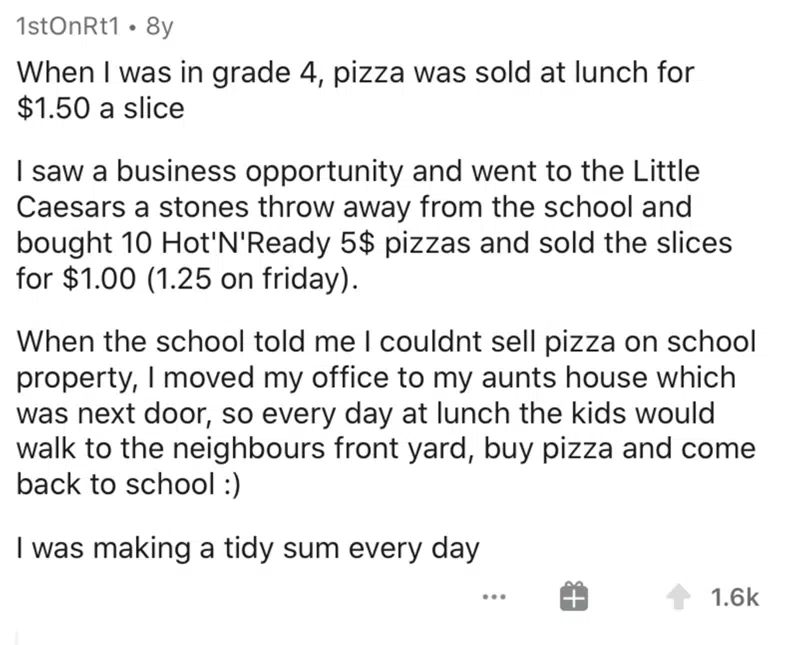 1stOnRt1 • 8y
When I was in grade 4, pizza was sold at lunch for
$1.50 a slice
I saw a business opportunity and went to the Little
Caesars a stones throw away from the school and
bought 10 Hot'N'Ready 5$ pizzas and sold the slices
for $1.00 (1.25 on friday).
When the school told me I couldnt sell pizza on school
property, I moved my office to my aunts house which
was next door, so every day at lunch the kids would
walk to the neighbours front yard, buy pizza and come
back to school :)
I was making a tidy sum every day
1.6k